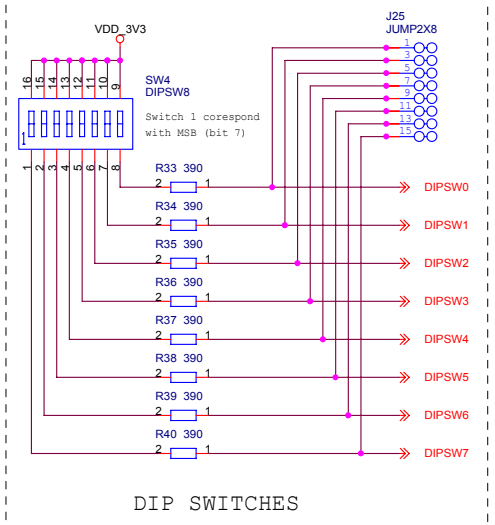 J25
JUMP2X8
VDD_3V3
1
3
5
7
9
11
13
15
16 15 14 13 12 11 10 9
SW4
DIPSW8
Switch 1 corespond
with MSB (bit 7)
1
1 2 3 4 5 6 7 8
R33 390
2 1 DIPSW0
R34 390
2 1 DIPSW1
R35 390
2 1 DIPSW2
R36 390
2 1 DIPSW3
R37 390
2 1 DIPSW4
R38 390
2 1 DIPSW5
R39 390
2 1 DIPSW6
R40 390
2 1 DIPSW7
DIP SWITCHES